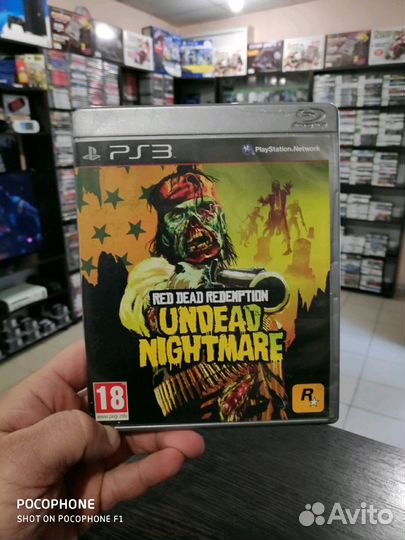 PS3
PlayStation Network
RED DEAD REDEMPTION
UNDEAD
NIGHTMARE
18
www.pegi.info
R
POCOPHONE
SHOT ON POCOPHONE F1
Avito